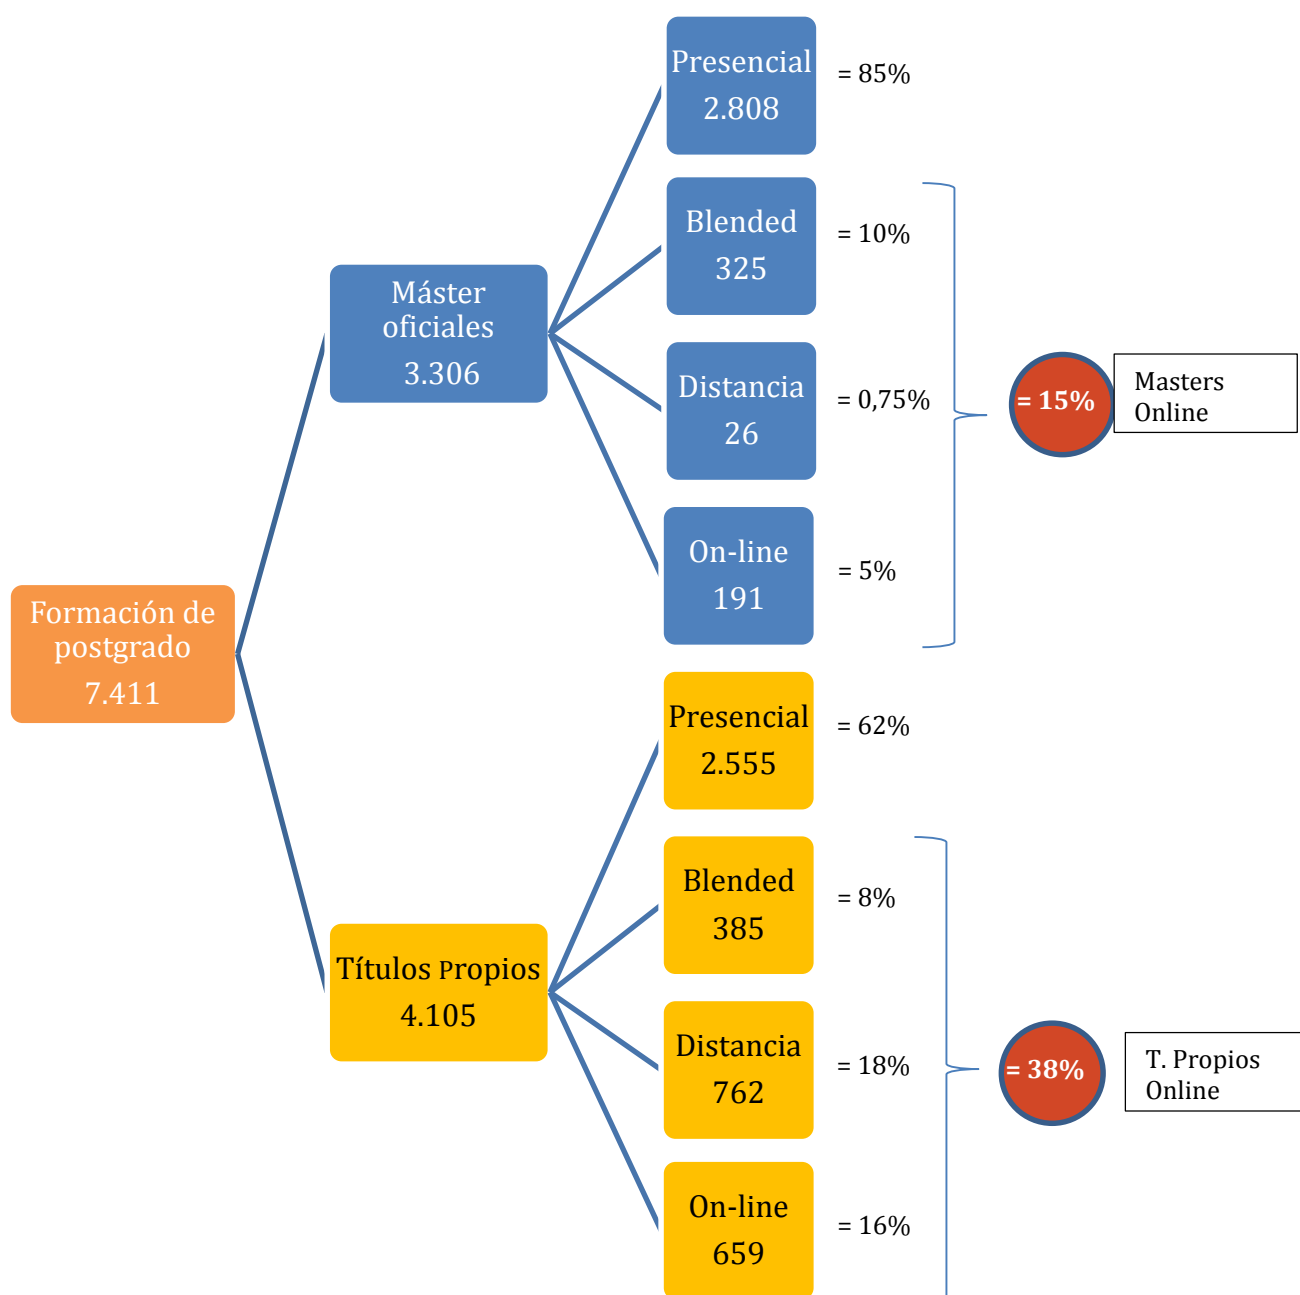 Presencial
2.808
= 85%
Blended
325
= 10%
Máster
oficiales
3.306
Distancia
26
= 0,75%
= 15%
Masters
Online
On-line
191
= 5%
Formación de
postgrado
7.411
Presencial
2.555
= 62%
Blended
385
= 8%
Títulos Propios
4.105
Distancia
762
= 18%
= 38%
T. Propios
Online
On-line
659
= 16%